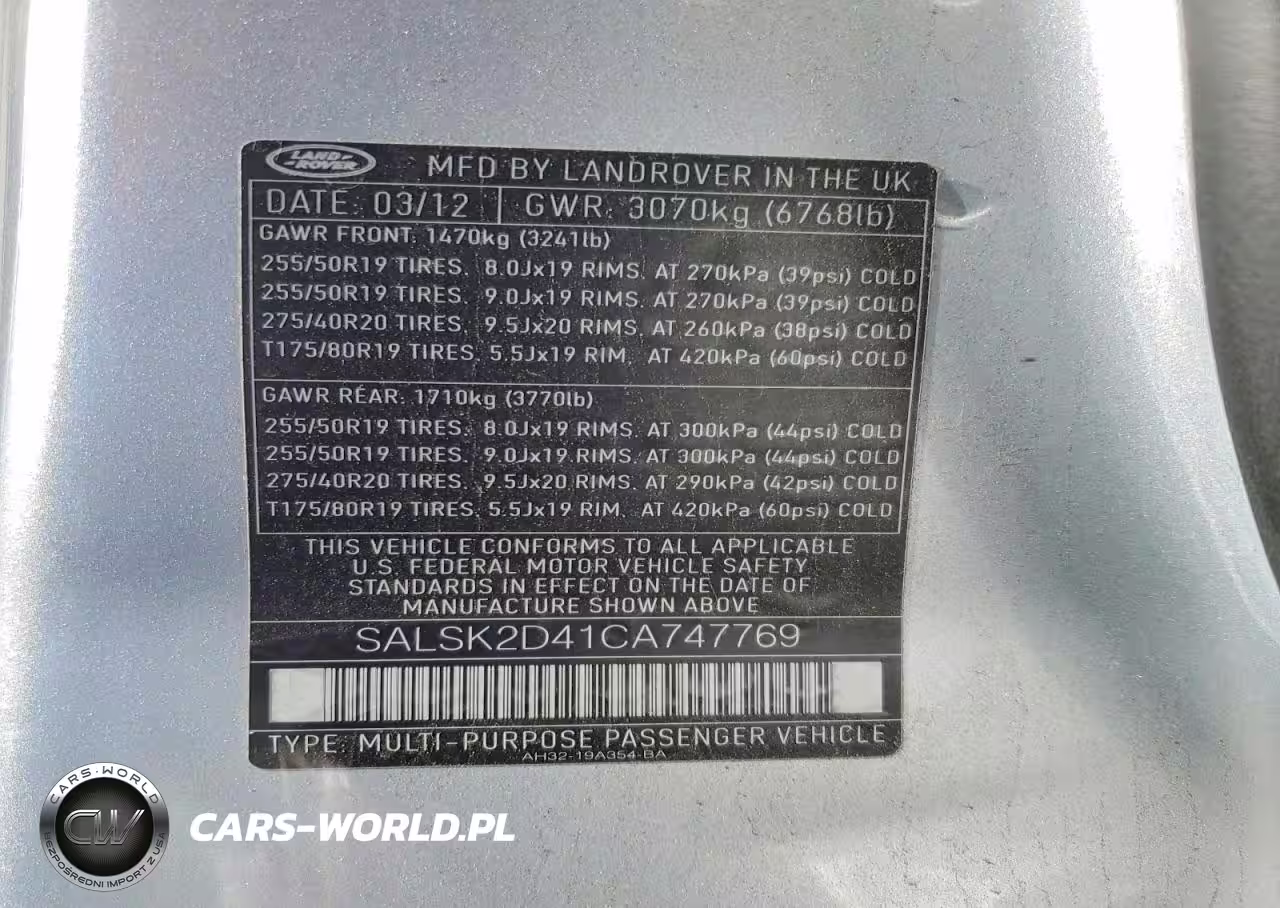 LAND ROVER
MFD BY LANDROVER IN THE UK
DATE: 03/12 GWR: 3070kg (6768lb)
GAWR FRONT: 1470kg (3241lb)
255/50R19 TIRES. 8.0Jx19 RIMS. AT 270kPa (39psi) COLD
255/50R19 TIRES. 9.0Jx19 RIMS. AT 270kPa (39psi) COLD
275/40R20 TIRES. 9.5Jx20 RIMS. AT 260kPa (38psi) COLD
T175/80R19 TIRES. 5.5Jx19 RIM. AT 420kPa (60psi) COLD
GAWR REAR: 1710kg (3770lb)
255/50R19 TIRES. 8.0Jx19 RIMS. AT 300kPa (44psi) COLD
255/50R19 TIRES. 9.0Jx19 RIMS. AT 300kPa (44psi) COLD
275/40R20 TIRES. 9.5Jx20 RIMS. AT 290kPa (42psi) COLD
T175/80R19 TIRES. 5.5Jx19 RIM. AT 420kPa (60psi) COLD
THIS VEHICLE CONFORMS TO ALL APPLICABLE
U.S. FEDERAL MOTOR VEHICLE SAFETY
STANDARDS IN EFFECT ON THE DATE OF
MANUFACTURE SHOWN ABOVE
SALSK2D41CA747769
TYPE: MULTI-PURPOSE PASSENGER VEHICLE
AH32-19A354-BA
CARS-WORLD
CW
BEZPOŚREDNI IMPORT Z USA
CARS-WORLD.PL